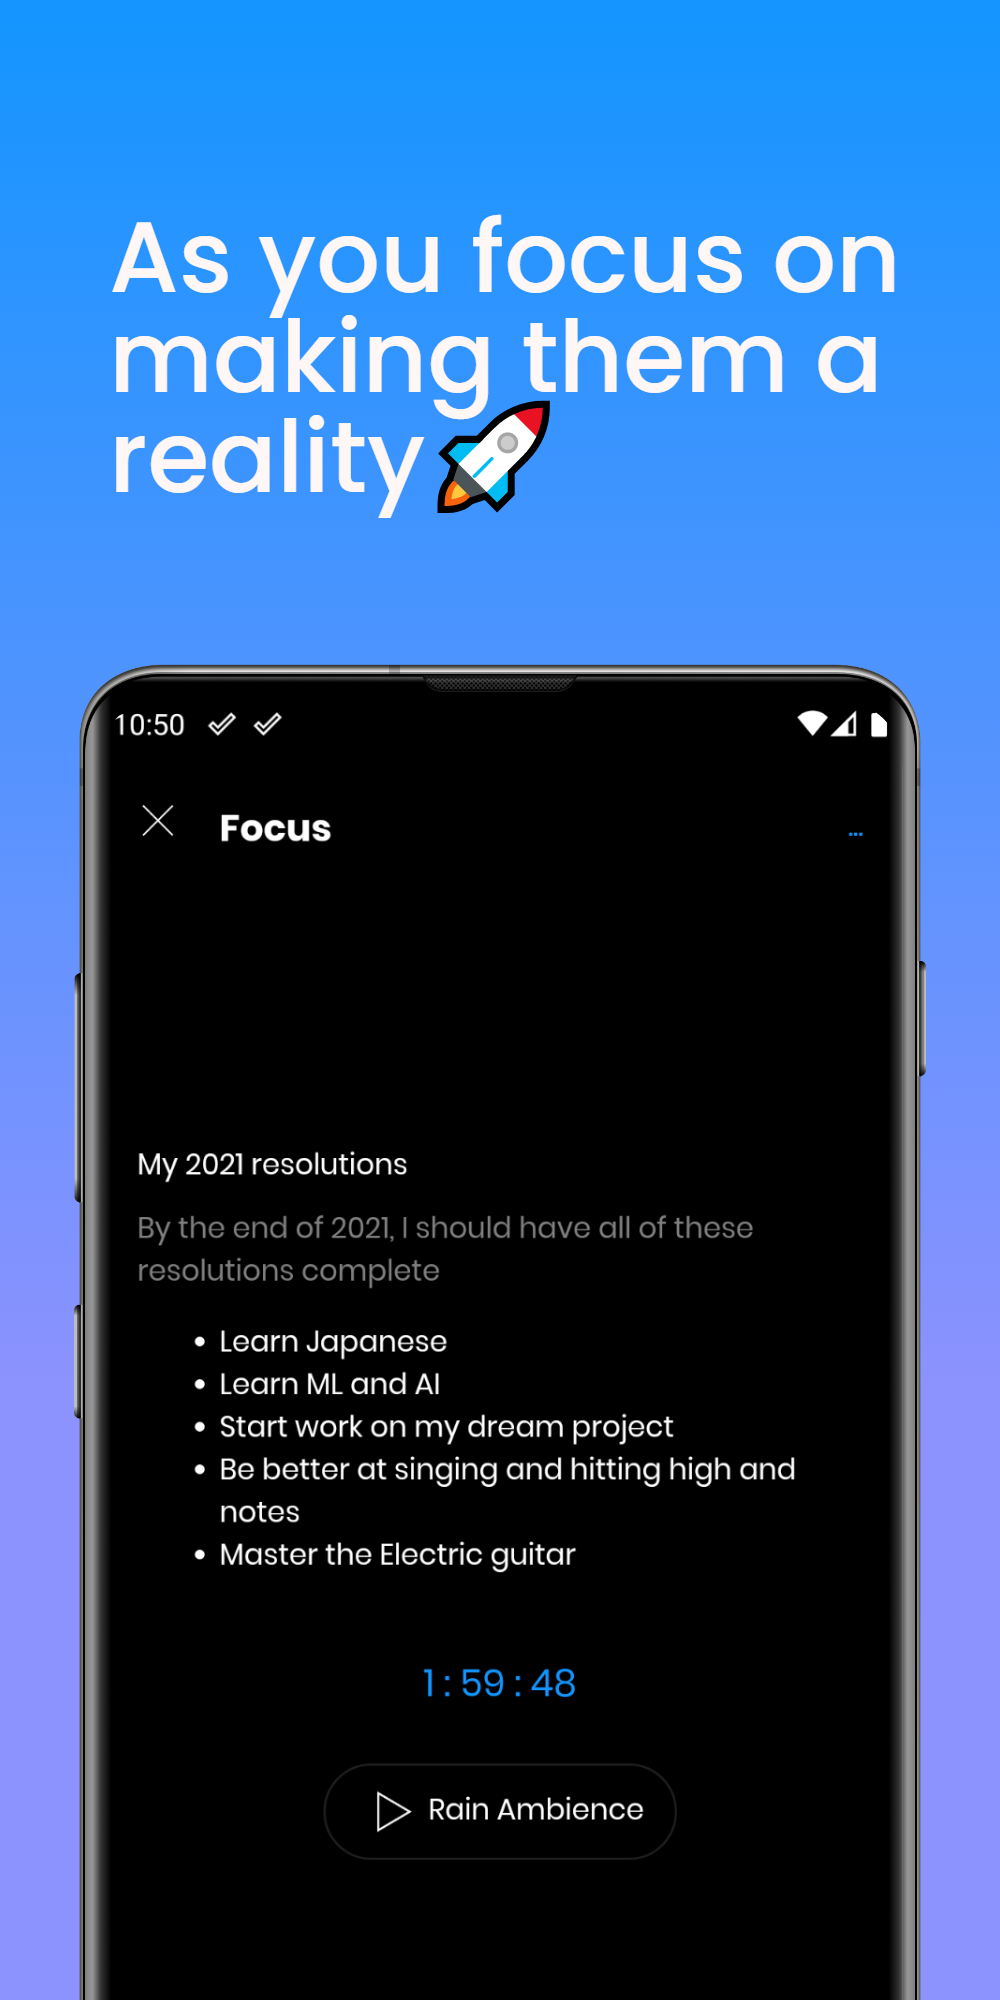 As you focus on
making them a
reality🚀
10:50
Focus
...
My 2021 resolutions
By the end of 2021, I should have all of these
resolutions complete
• Learn Japanese
• Learn ML and AI
• Start work on my dream project
• Be better at singing and hitting high and
notes
• Master the Electric guitar
1 : 59 : 48
Rain Ambience